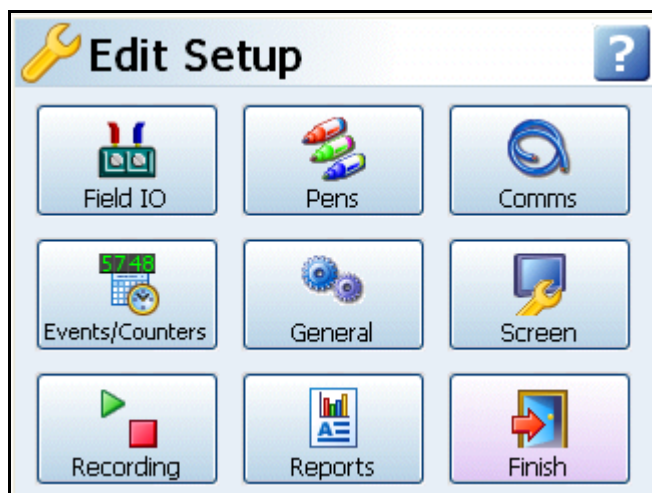 Edit Setup
?
Field IO
Pens
Comms
5748
Events/Counters
General
Screen
Recording
Reports
A
Finish